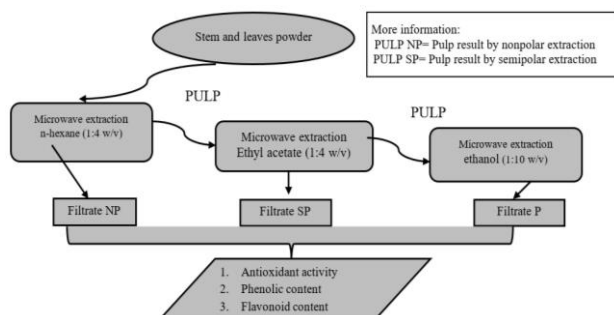 Stem and leaves powder
More information:
PULP NP= Pulp result by nonpolar extraction
PULP SP= Pulp result by semipolar extraction
PULP
PULP
Microwave extraction
n-hexane (1:4 w/v)
Microwave extraction
Ethyl acetate (1:4 w/v)
Microwave extraction
ethanol (1:10 w/v)
Filtrate NP
Filtrate SP
Filtrate P
1. Antioxidant activity
2. Phenolic content
3. Flavonoid content